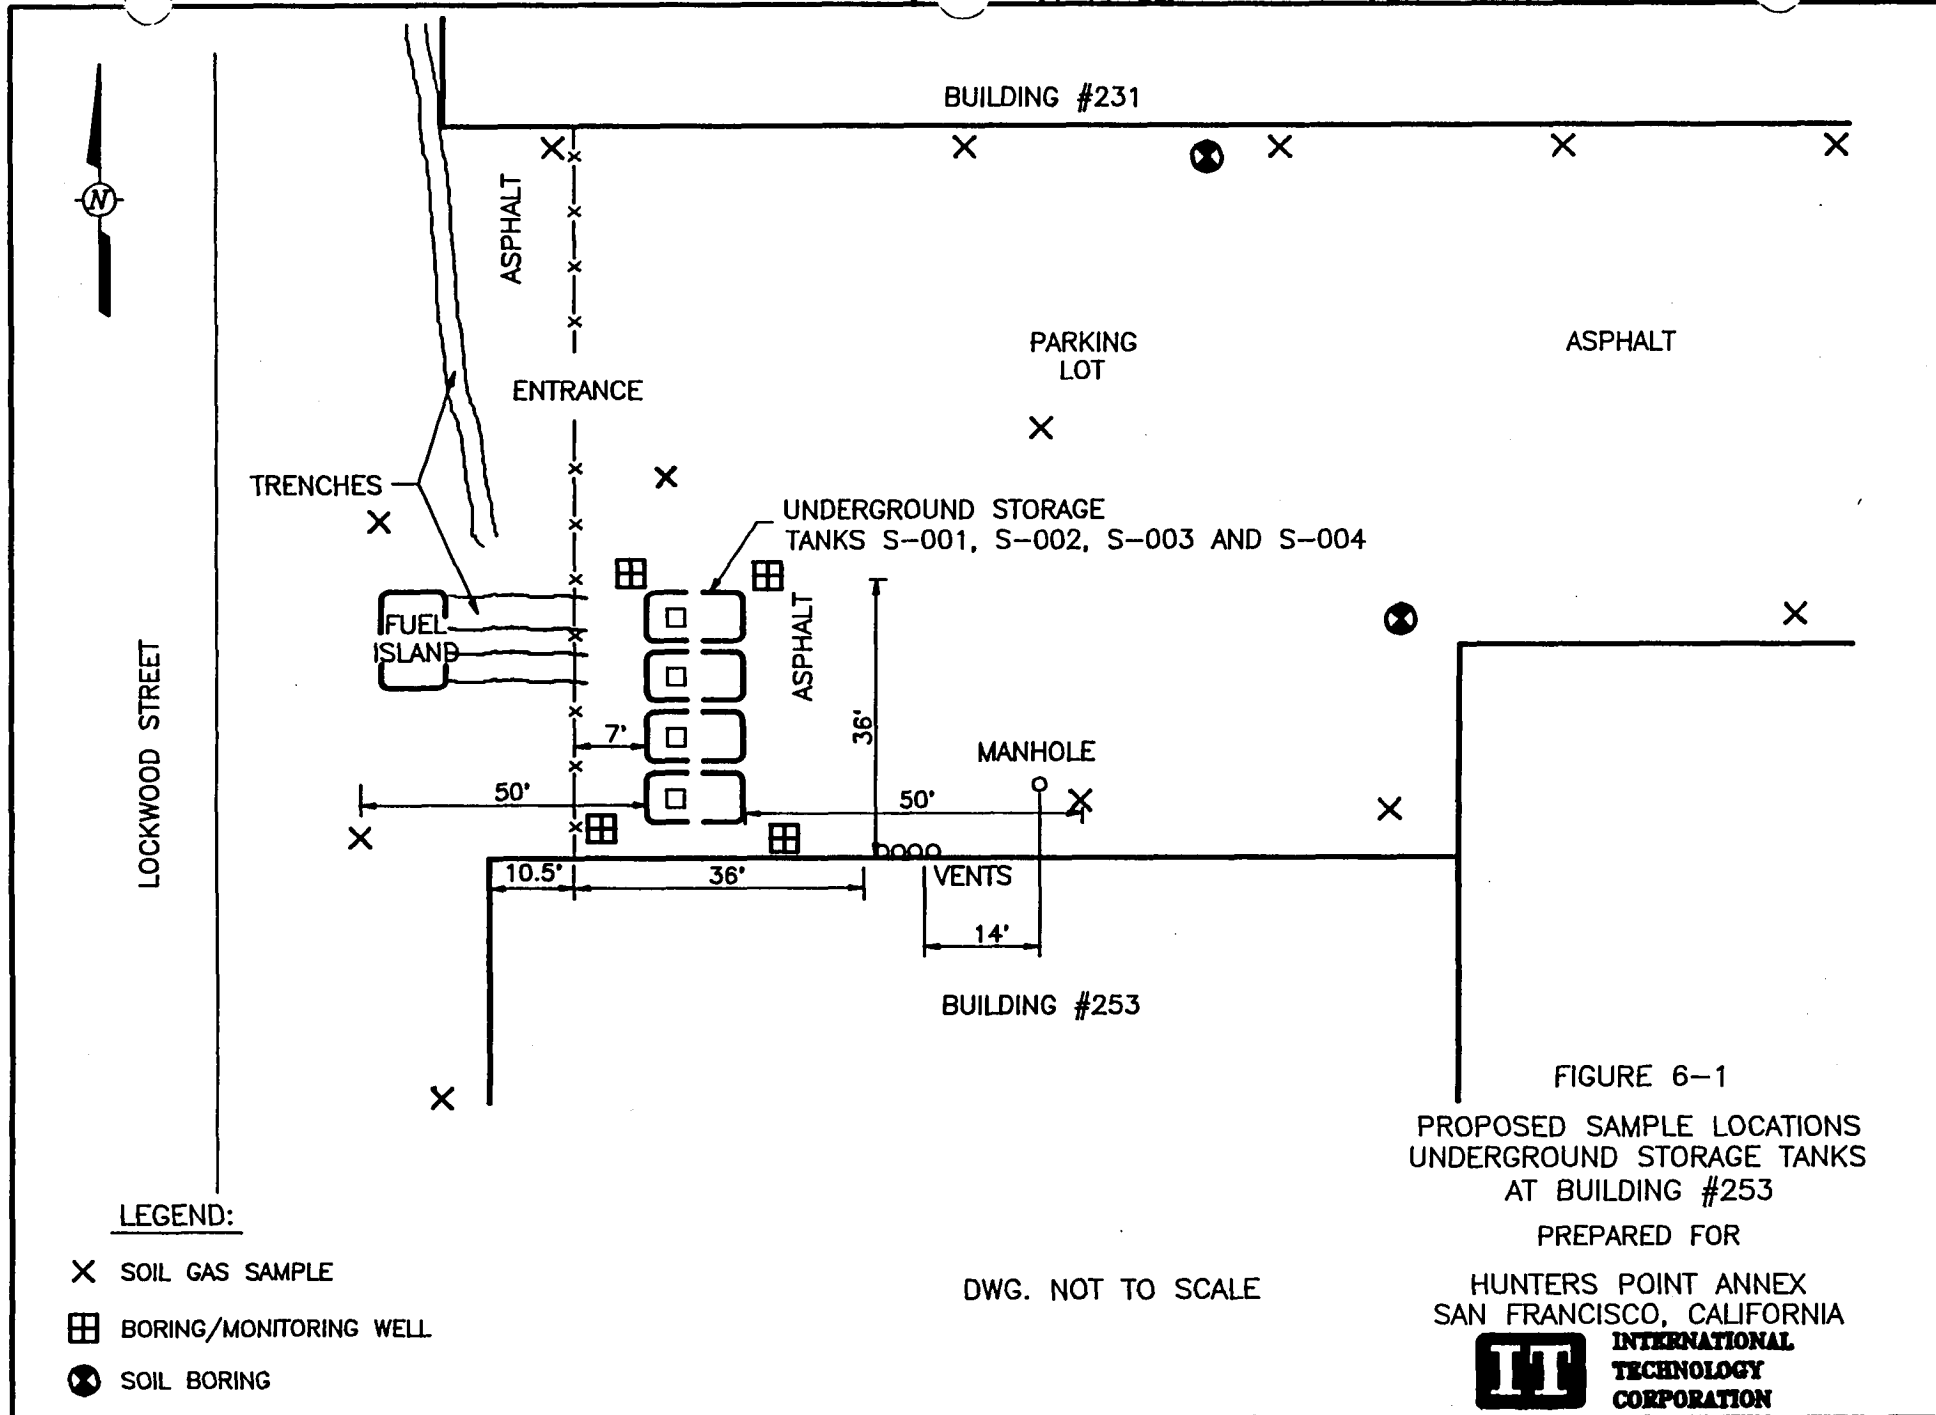 BUILDING #231
N
ASPHALT
PARKING
LOT
ASPHALT
ENTRANCE
TRENCHES
UNDERGROUND STORAGE
TANKS S-001, S-002, S-003 AND S-004
FUEL
ISLAND
ASPHALT
LOCKWOOD STREET
7'
36'
MANHOLE
50'
50'
10.5'
36'
VENTS
14'
BUILDING #253
FIGURE 6-1
PROPOSED SAMPLE LOCATIONS
UNDERGROUND STORAGE TANKS
AT BUILDING #253
PREPARED FOR
HUNTERS POINT ANNEX
SAN FRANCISCO, CALIFORNIA
IT
INTERNATIONAL
TECHNOLOGY
CORPORATION
LEGEND:
SOIL GAS SAMPLE
BORING/MONITORING WELL
SOIL BORING
DWG. NOT TO SCALE